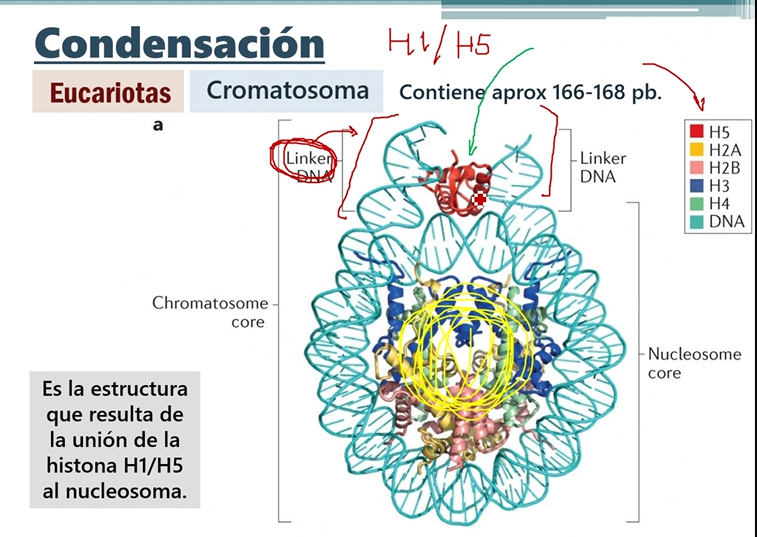 Condensación
H1/H5
Eucariotas
Cromatosoma
Contiene aprox 166-168 pb.
a
Linker
DNA
Linker
DNA
H5
H2A
H2B
H3
H4
DNA
Chromatosome
core
Nucleosome
core
Es la estructura
que resulta de
la unión de la
histona H1/H5
al nucleosoma.